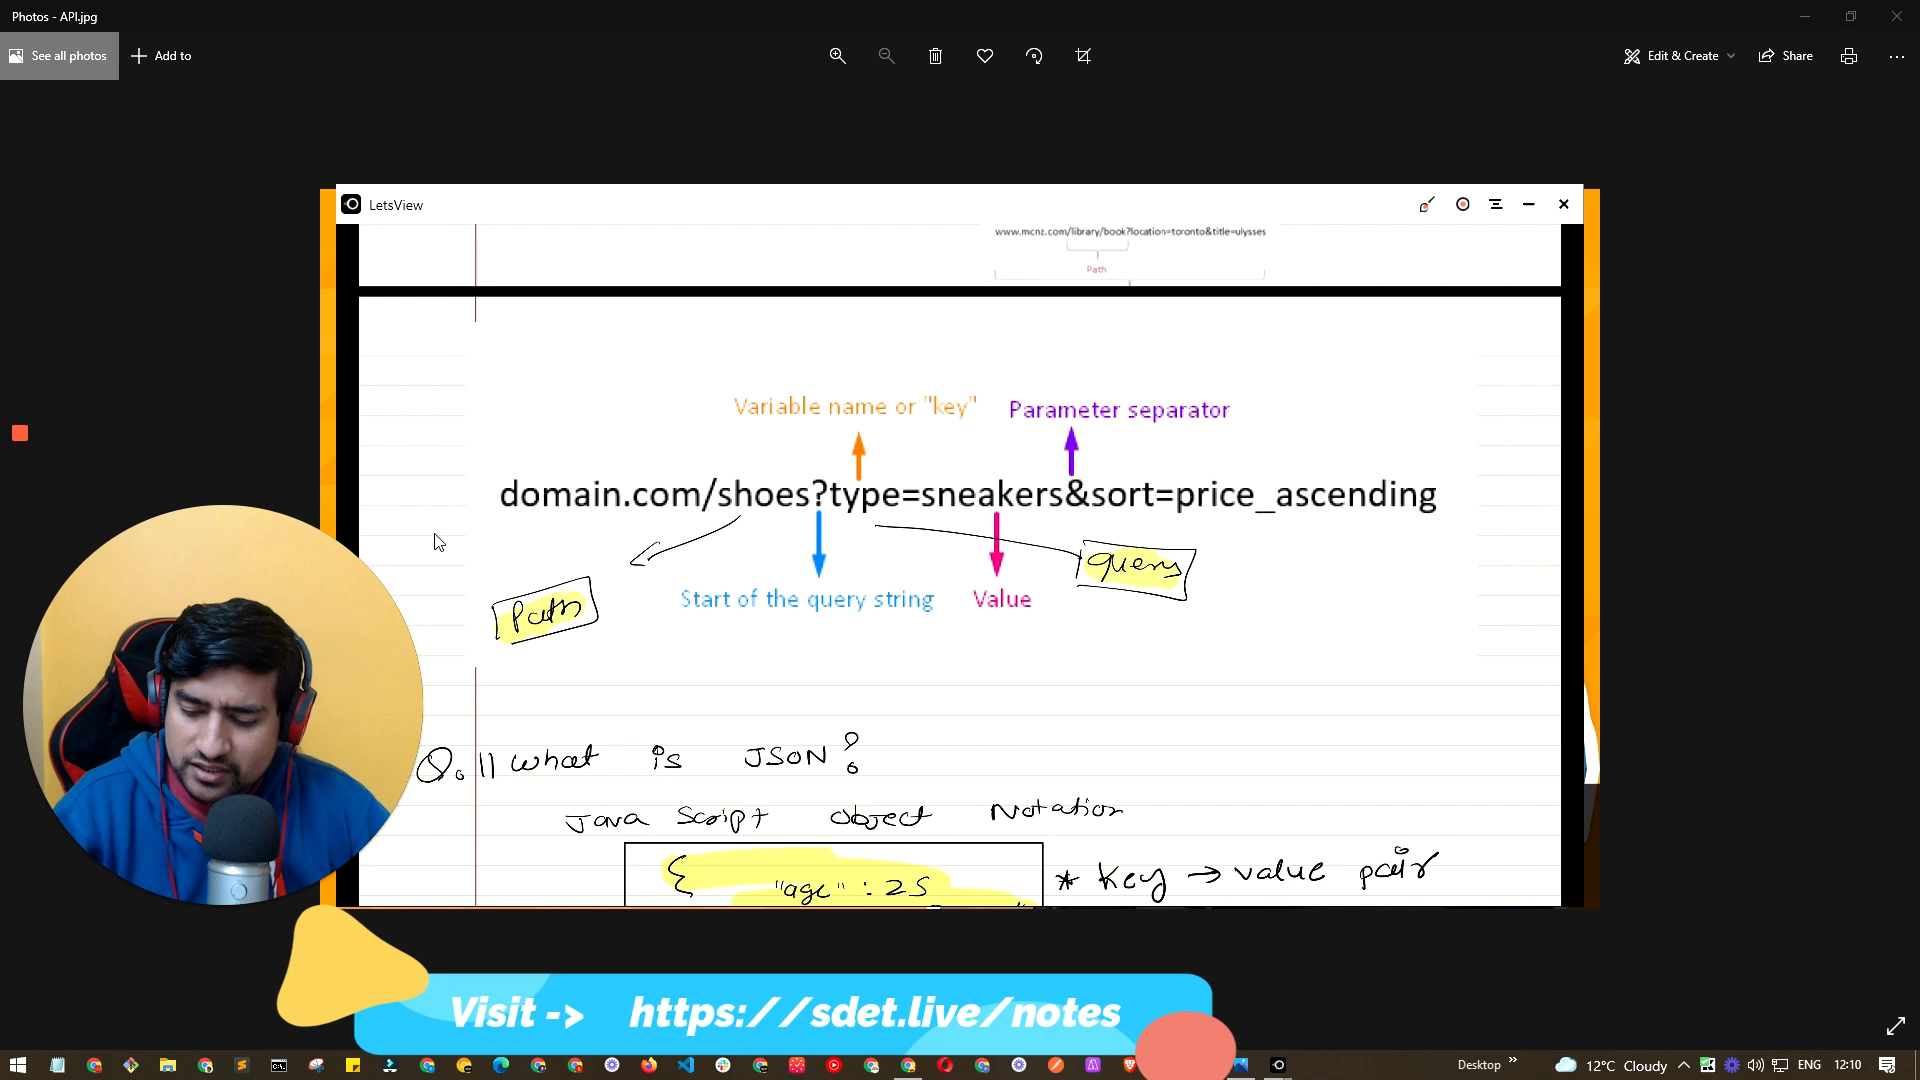 Photos - API.jpg
See all photos
Add to
Edit & Create
Share
LetsView
www.mcnz.com/library/book?location=toronto&title=ulysses
Path
Variable name or "key"
Parameter separator
domain.com/shoes?type=sneakers&sort=price_ascending
Path
Start of the query string
Value
query
Q. 11 What is JSON?
Java Script Object Notation
{
"age" : 25
* Key → value pair
Visit -> https://sdet.live/notes
Desktop
12°C Cloudy
ENG
12:10